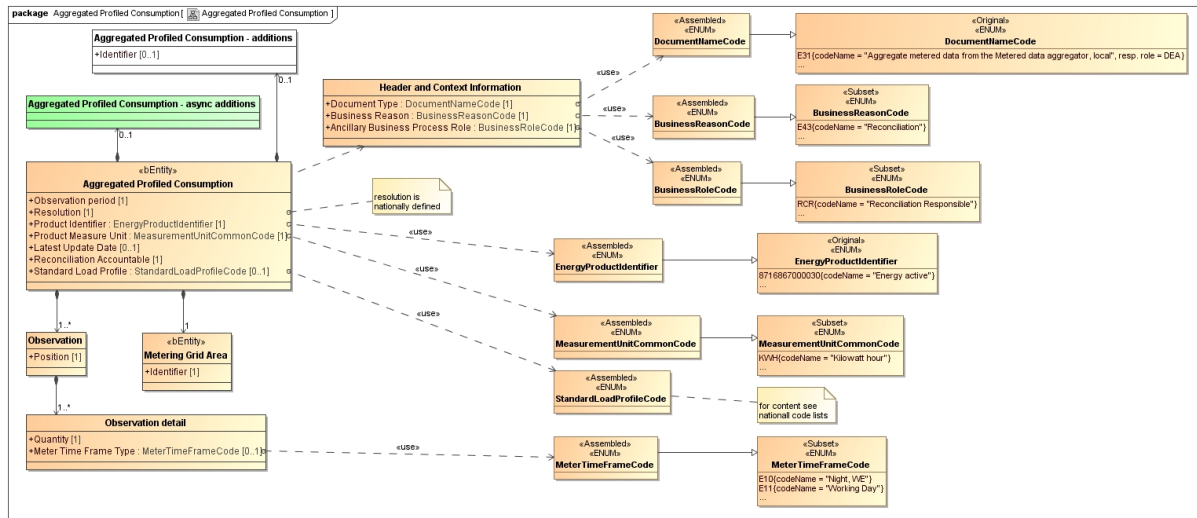 package Aggregated Profiled Consumption [ Aggregated Profiled Consumption ]
Aggregated Profiled Consumption - additions
+Identifier [0..1]
0..1
Aggregated Profiled Consumption - async additions
0..1
«bEntity»
Aggregated Profiled Consumption
+Observation period [1]
+Resolution [1]
+Product Identifier : EnergyProductIdentifier [1]
+Product Measure Unit : MeasurementUnitCommonCode [1]
+Latest Update Date [0..1]
+Reconciliation Accountable [1]
+Standard Load Profile : StandardLoadProfileCode [0..1]
1..*
1
Observation
+Position [1]
«bEntity»
Metering Grid Area
+Identifier [1]
1..*
Observation detail
+Quantity [1]
+Meter Time Frame Type : MeterTimeFrameCode [0..1]
Header and Context Information
+Document Type : DocumentNameCode [1]
+Business Reason : BusinessReasonCode [1]
+Ancillary Business Process Role : BusinessRoleCode [1]
resolution is
nationally defined
«use»
«use»
«use»
«use»
«use»
«use»
«use»
«Assembled»
«ENUM»
DocumentNameCode
«Original»
«ENUM»
DocumentNameCode
E31{codeName = "Aggregate metered data from the Metered data aggregator, local", resp. role = DEA}
...
«Assembled»
«ENUM»
BusinessReasonCode
«Subset»
«ENUM»
BusinessReasonCode
E43{codeName = "Reconciliation"}
...
«Assembled»
«ENUM»
BusinessRoleCode
«Subset»
«ENUM»
BusinessRoleCode
RCR{codeName = "Reconciliation Responsible"}
...
«Assembled»
«ENUM»
EnergyProductIdentifier
«Original»
«ENUM»
EnergyProductIdentifier
8716867000030{codeName = "Energy active"}
...
«Assembled»
«ENUM»
MeasurementUnitCommonCode
«Subset»
«ENUM»
MeasurementUnitCommonCode
KWH{codeName = "Kilowatt hour"}
...
«Assembled»
«ENUM»
StandardLoadProfileCode
for content see
nationall code lists
«Assembled»
«ENUM»
MeterTimeFrameCode
«Subset»
«ENUM»
MeterTimeFrameCode
E10{codeName = "Night, WE"}
E11{codeName = "Working Day"}
...